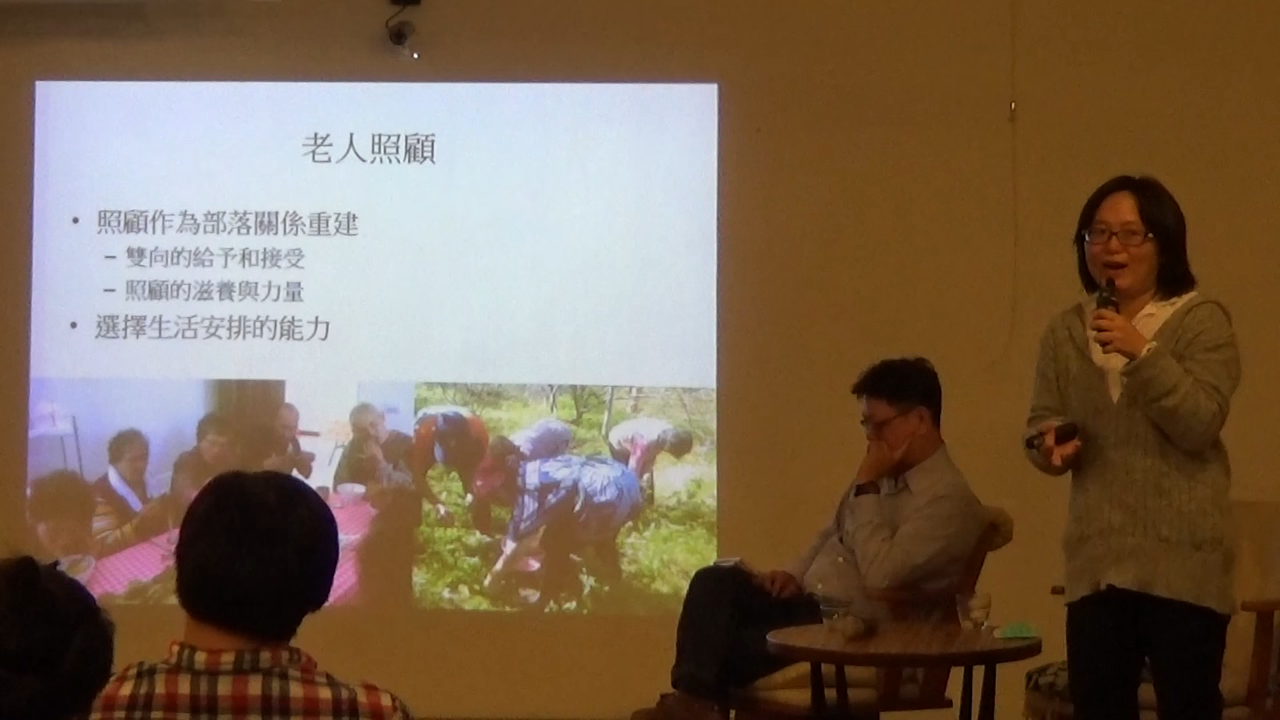 老人照顧
• 照顧作為部落關係重建
– 雙向的給予和接受
– 照顧的滋養與力量
• 選擇生活安排的能力